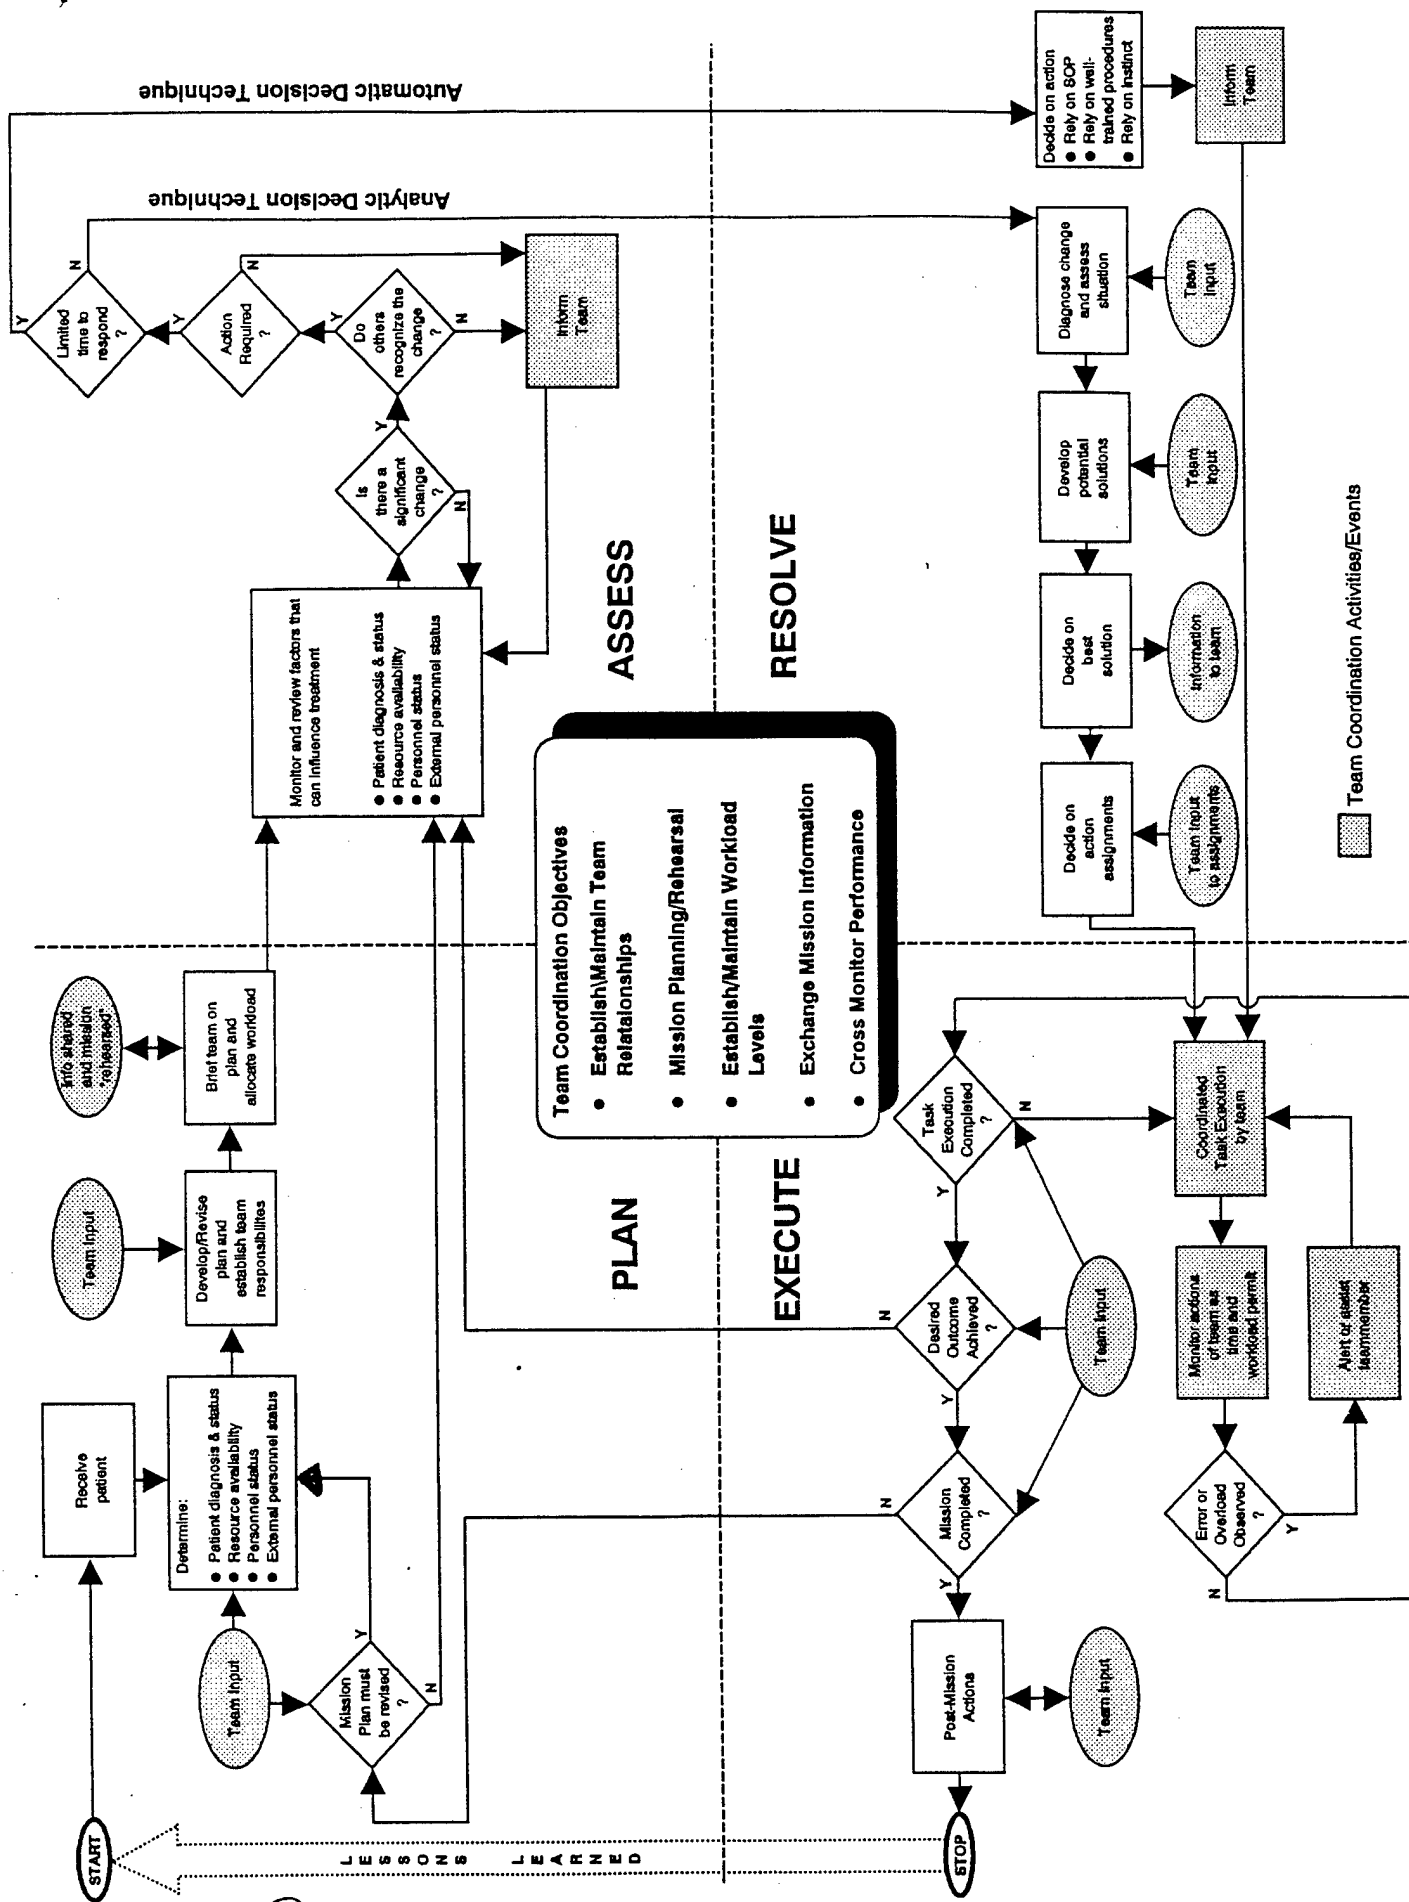 START
Receive
patient
Team Input
Determine:
● Patient diagnosis & status
● Resource availability
● Personnel status
● External personnel status
Mission
Plan must
be revised
?
Y
N
Team Input
Develop/Revise
plan and
establish team
responsibilites
Info shared
and mission
"rehearsed"
Brief team on
plan and
allocate workload
PLAN
Monitor and review factors that
can influence treatment
● Patient diagnosis & status
● Resource availability
● Personnel status
● External personnel status
Is
there a
significant
change
?
Y
N
Do
others
recognize the
change
?
Y
N
Action
Required
?
Y
N
Limited
time to
respond
?
Y
N
Inform
Team
Automatic Decision Technique
Analytic Decision Technique
ASSESS
Team Coordination Objectives
● Establish\Maintain Team
Relataionships
● Mission Planning/Rehearsal
● Establish/Maintain Workload
Levels
● Exchange Mission Information
● Cross Monitor Performance
RESOLVE
Decide on action
● Rely on SOP
● Rely on well-
trained procedures
● Rely on instinct
Inform
Team
Diagnose change
and assess
situation
Team
Input
Develop
potential
solutions
Team
Input
Decide on
best
solution
Information
to team
Decide on
action
assignments
Team Input
to assignments
Team Coordination Activities/Events
EXECUTE
Task
Execution
Completed
?
Y
N
Desired
Outcome
Achieved
?
Y
N
Mission
Completed
?
Y
N
Team Input
Coordinated
Task Execution
by team
Monitor actions
of team as
time and
workload permit
Error or
Overload
Observed
?
N
Y
Alert or assist
teammember
Post-Mission
Actions
Team Input
STOP
LESSONS LEARNED